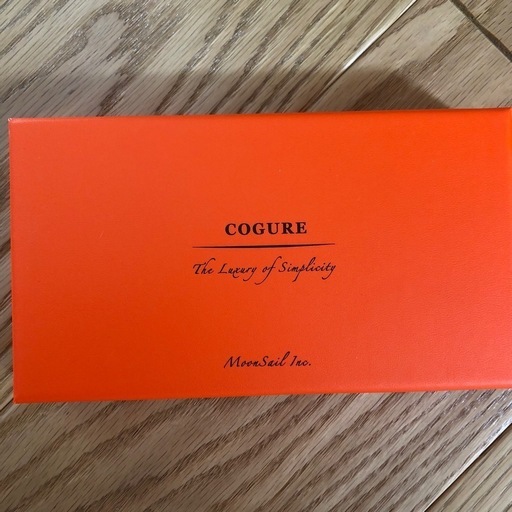 COGURE
The Luxury of Simplicity
MoonSail Inc.